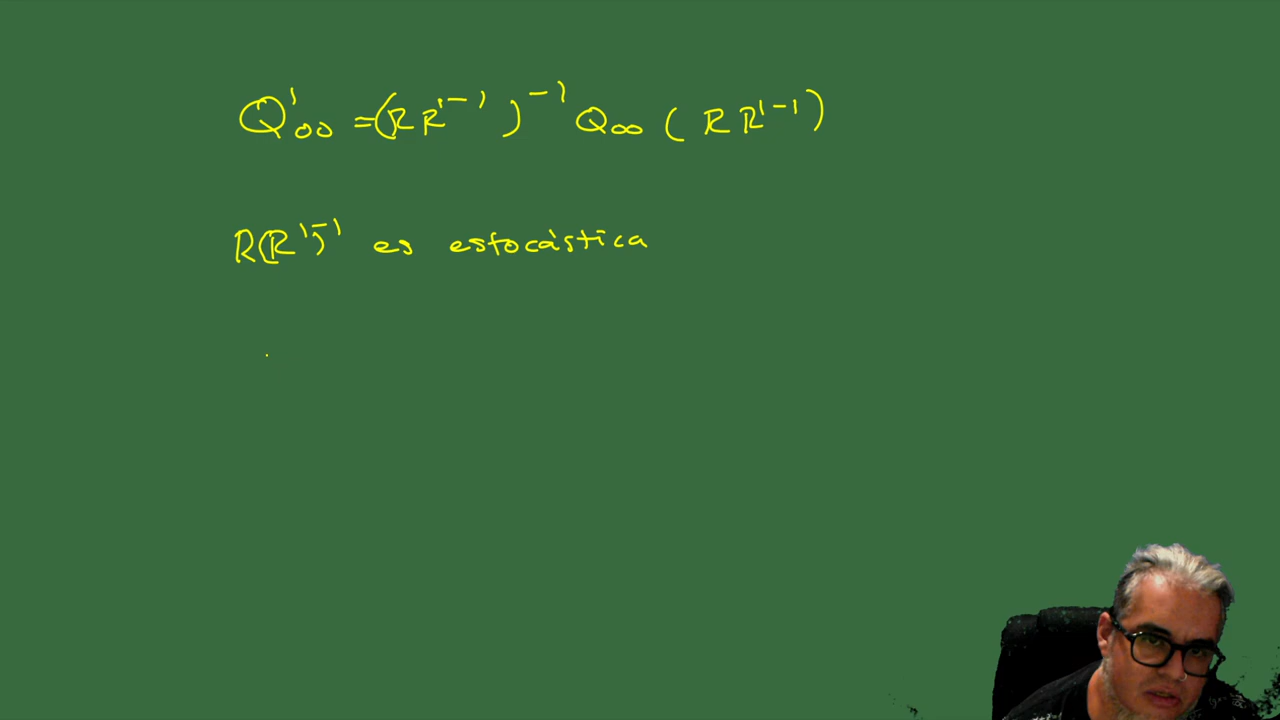 Q'∞ = (R R'⁻¹)⁻¹ Q∞ (R R'⁻¹)
R(R')⁻¹ es estocástica